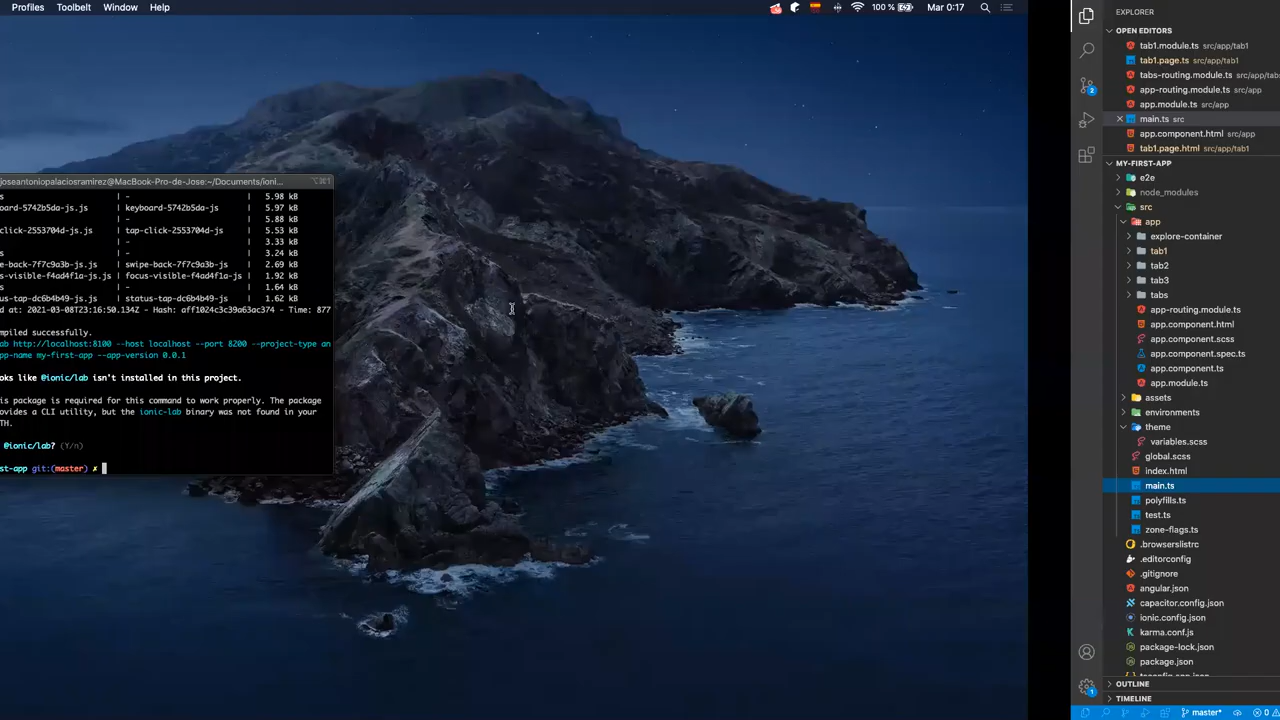 Profiles Toolbelt Window Help 100 % Mar 0:17
joseantoniopalaciosramirez@MacBook-Pro-de-Jose:~/Documents/ioni... ⌥⌘1
s | - | 5.98 kB
oard-5742b5da-js.js | keyboard-5742b5da-js | 5.97 kB
| - | 5.88 kB
click-2553704d-js.js | tap-click-2553704d-js | 5.53 kB
| - | 3.33 kB
s | - | 3.24 kB
e-back-7f7c9a3b-js.js | swipe-back-7f7c9a3b-js | 2.69 kB
s-visible-f4ad4f1a-js.js | focus-visible-f4ad4f1a-js | 1.92 kB
| - | 1.64 kB
us-tap-dc6b4b49-js.js | status-tap-dc6b4b49-js | 1.62 kB
d at: 2021-03-08T23:16:50.134Z - Hash: aff1024c3c39a63ac374 - Time: 877
mpiled successfully.
ab http://localhost:8100 --host localhost --port 8200 --project-type an
pp-name my-first-app --app-version 0.0.1
oks like @ionic/lab isn't installed in this project.
is package is required for this command to work properly. The package
ovides a CLI utility, but the ionic-lab binary was not found in your
TH.
@ionic/lab? (Y/n)
st-app git:(master) ✗
EXPLORER
OPEN EDITORS
tab1.module.ts src/app/tab1
tab1.page.ts src/app/tab1
tabs-routing.module.ts src/app/tabs
app-routing.module.ts src/app
app.module.ts src/app
main.ts src
app.component.html src/app
tab1.page.html src/app/tab1
MY-FIRST-APP
e2e
node_modules
src
app
explore-container
tab1
tab2
tab3
tabs
app-routing.module.ts
app.component.html
app.component.scss
app.component.spec.ts
app.component.ts
app.module.ts
assets
environments
theme
variables.scss
global.scss
index.html
main.ts
polyfills.ts
test.ts
zone-flags.ts
.browserslistrc
.editorconfig
.gitignore
angular.json
capacitor.config.json
ionic.config.json
karma.conf.js
package-lock.json
package.json
OUTLINE
TIMELINE
master* 0
2
1